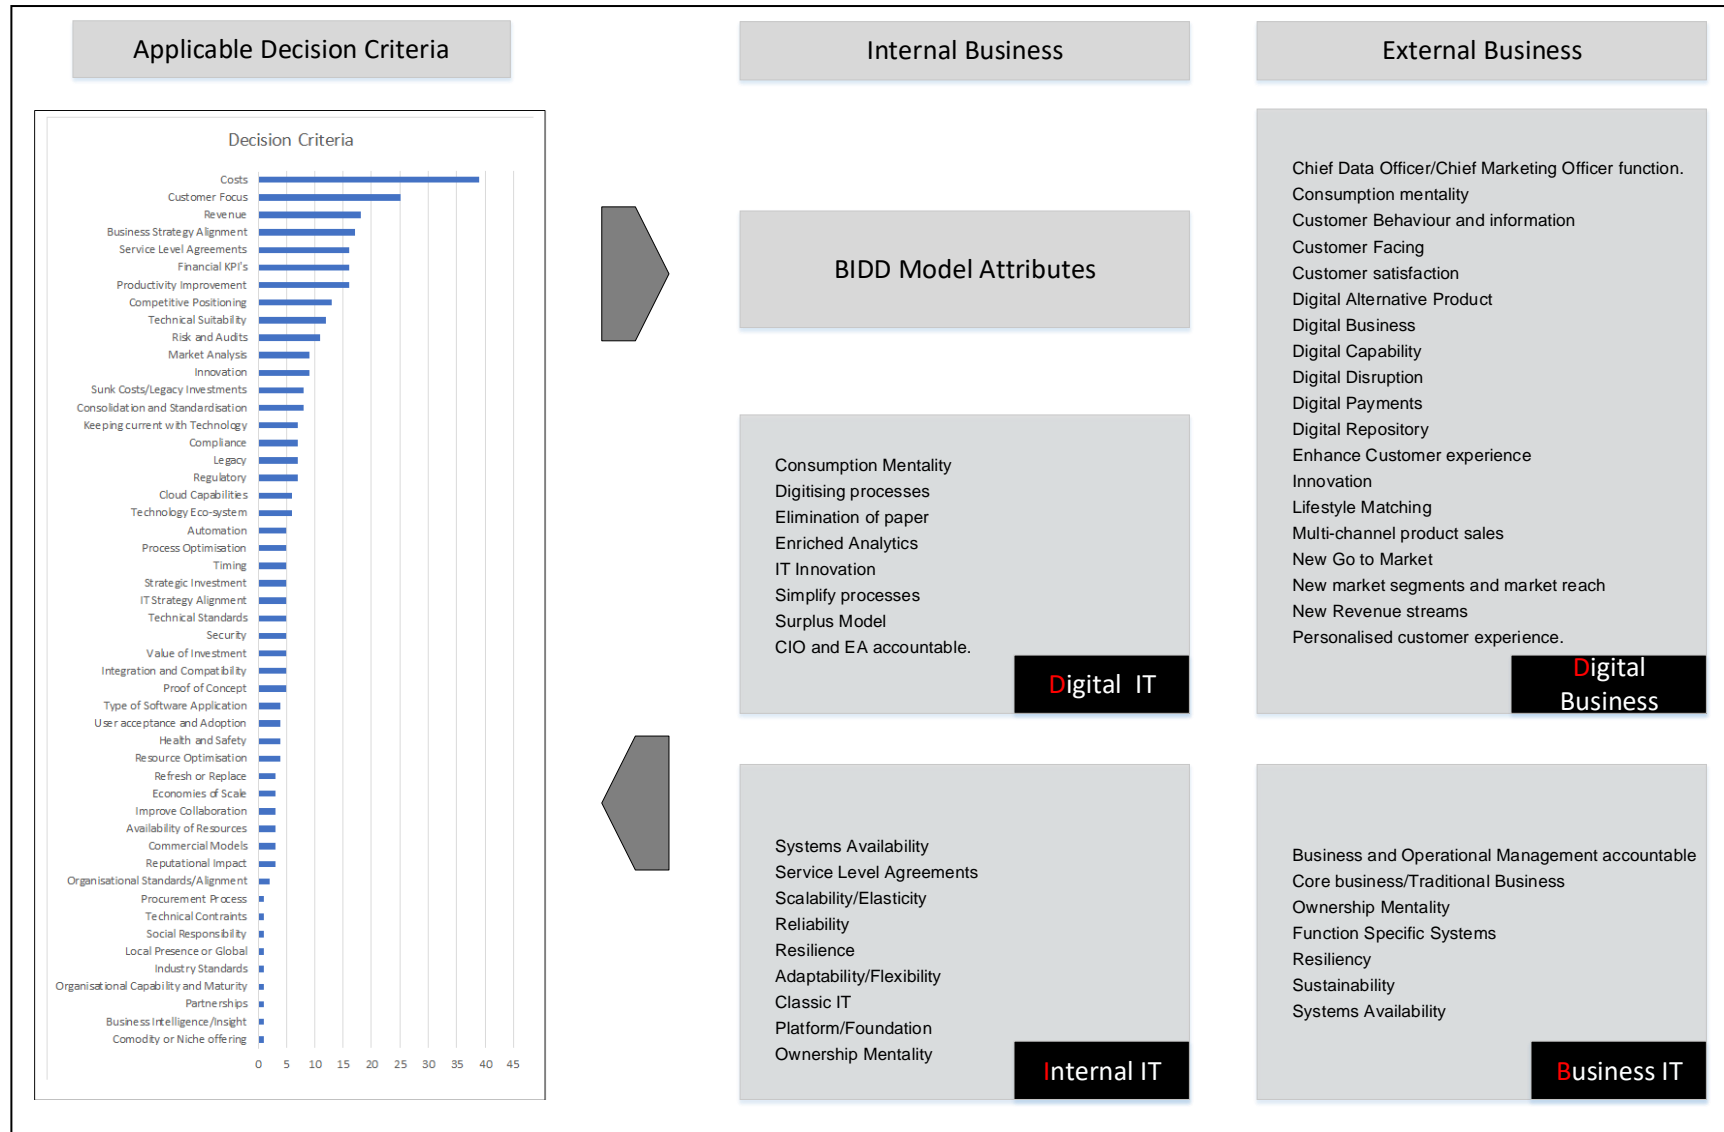 Applicable Decision Criteria
Internal Business
External Business
Decision Criteria
Costs
Customer Focus
Revenue
Business Strategy Alignment
Service Level Agreements
Financial KPI's
Productivity Improvement
Competitive Positioning
Technical Suitability
Risk and Audits
Market Analysis
Innovation
Sunk Costs/Legacy Investments
Consolidation and Standardisation
Keeping current with Technology
Compliance
Legacy
Regulatory
Cloud Capabilities
Technology Eco-system
Automation
Process Optimisation
Timing
Strategic Investment
IT Strategy Alignment
Technical Standards
Security
Value of Investment
Integration and Compatibility
Proof of Concept
Type of Software Application
User acceptance and Adoption
Health and Safety
Resource Optimisation
Refresh or Replace
Economies of Scale
Improve Collaboration
Availability of Resources
Commercial Models
Reputational Impact
Organisational Standards/Alignment
Procurement Process
Technical Contraints
Social Responsibility
Local Presence or Global
Industry Standards
Organisational Capability and Maturity
Partnerships
Business Intelligence/Insight
Comodity or Niche offering
0 5 10 15 20 25 30 35 40 45
BIDD Model Attributes
Consumption Mentality
Digitising processes
Elimination of paper
Enriched Analytics
IT Innovation
Simplify processes
Surplus Model
CIO and EA accountable.
Digital IT
Chief Data Officer/Chief Marketing Officer function.
Consumption mentality
Customer Behaviour and information
Customer Facing
Customer satisfaction
Digital Alternative Product
Digital Business
Digital Capability
Digital Disruption
Digital Payments
Digital Repository
Enhance Customer experience
Innovation
Lifestyle Matching
Multi-channel product sales
New Go to Market
New market segments and market reach
New Revenue streams
Personalised customer experience.
Digital
Business
Systems Availability
Service Level Agreements
Scalability/Elasticity
Reliability
Resilience
Adaptability/Flexibility
Classic IT
Platform/Foundation
Ownership Mentality
Internal IT
Business and Operational Management accountable
Core business/Traditional Business
Ownership Mentality
Function Specific Systems
Resiliency
Sustainability
Systems Availability
Business IT